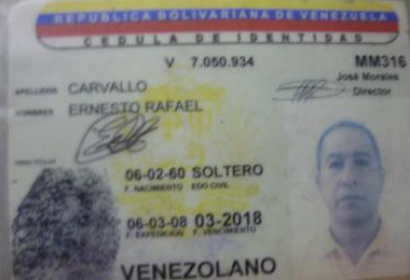 REPUBLICA BOLIVARIANA DE VENEZUELA
CEDULA DE IDENTIDAD
V 7.050.934 MM316
José Morales
Director
APELLIDOS CARVALLO
NOMBRES ERNESTO RAFAEL
06-02-60 SOLTERO
F. NACIMIENTO EDO CIVIL
06-03-08 03-2018
F. EXPEDICION F. VENCIMIENTO
VENEZOLANO